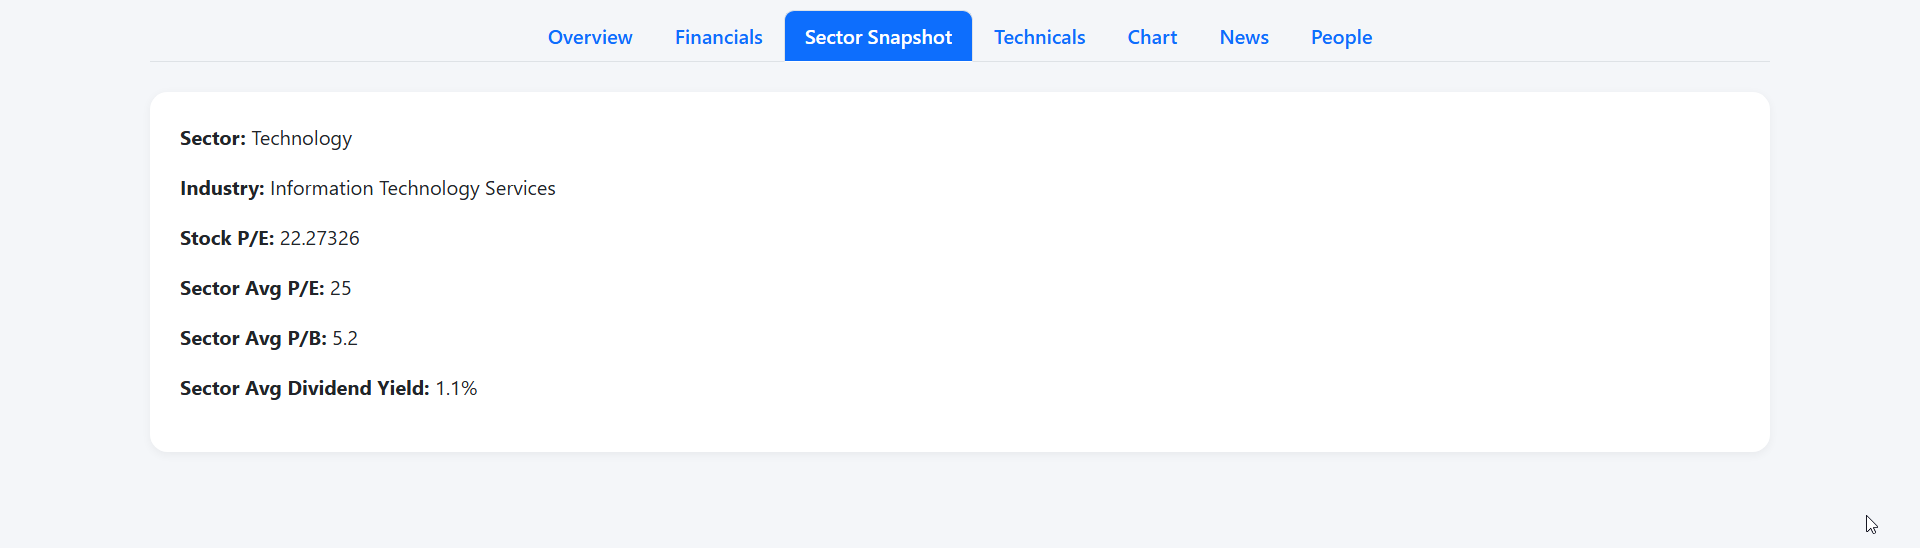 Overview Financials Sector Snapshot Technicals Chart News People
Sector: Technology
Industry: Information Technology Services
Stock P/E: 22.27326
Sector Avg P/E: 25
Sector Avg P/B: 5.2
Sector Avg Dividend Yield: 1.1%